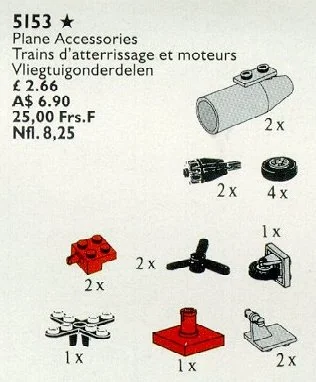 5153 ★
Plane Accessories
Trains d'atterrissage et moteurs
Vliegtuigonderdelen
£ 2.66
A$ 6.90
25,00 Frs.F
Nfl. 8,25
2 x
2 x
4 x
1 x
2 x
2 x
1 x
1 x
2 x